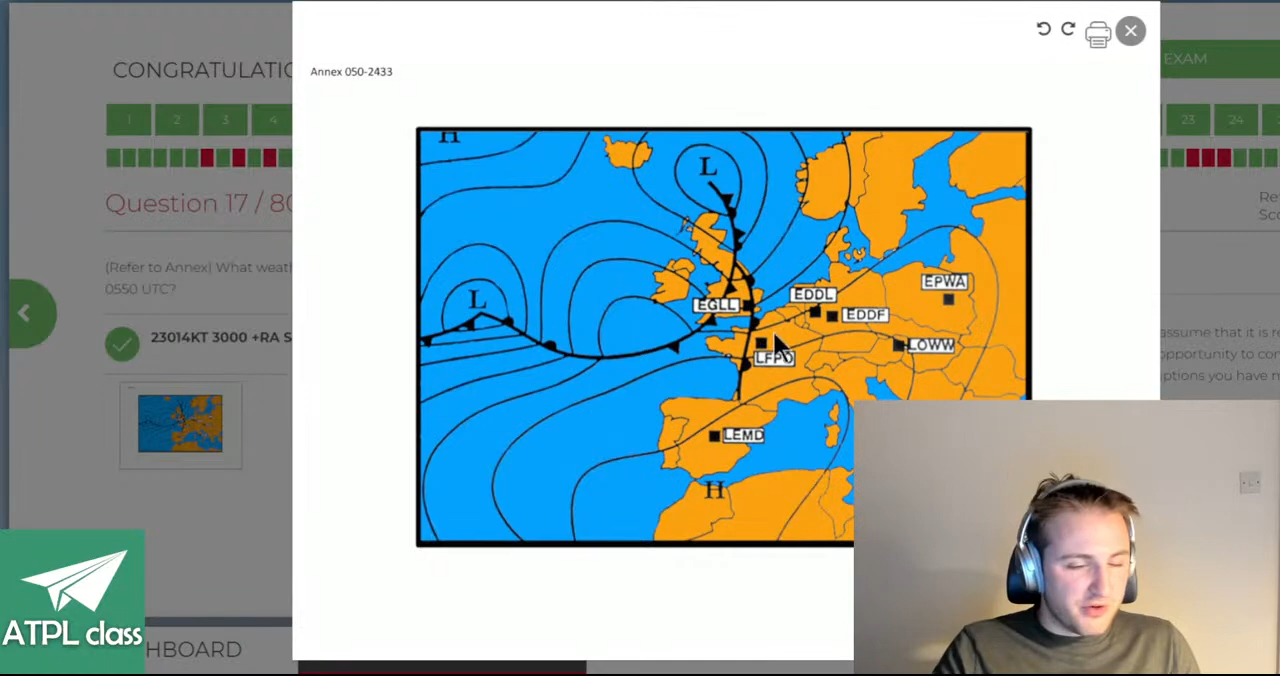 Annex 050-2433
CONGRATULATIO
EXAM
1 2 3 4
23 24
Question 17 / 80
Re
Sco
(Refer to Annex) What weath
0550 UTC?
23014KT 3000 +RA S
assume that it is re
opportunity to con
ptions you have n
H
L
L
EGLL
EDDL
EDDF
EPWA
LOWW
LFPO
LEMD
H
ATPL class
HBOARD